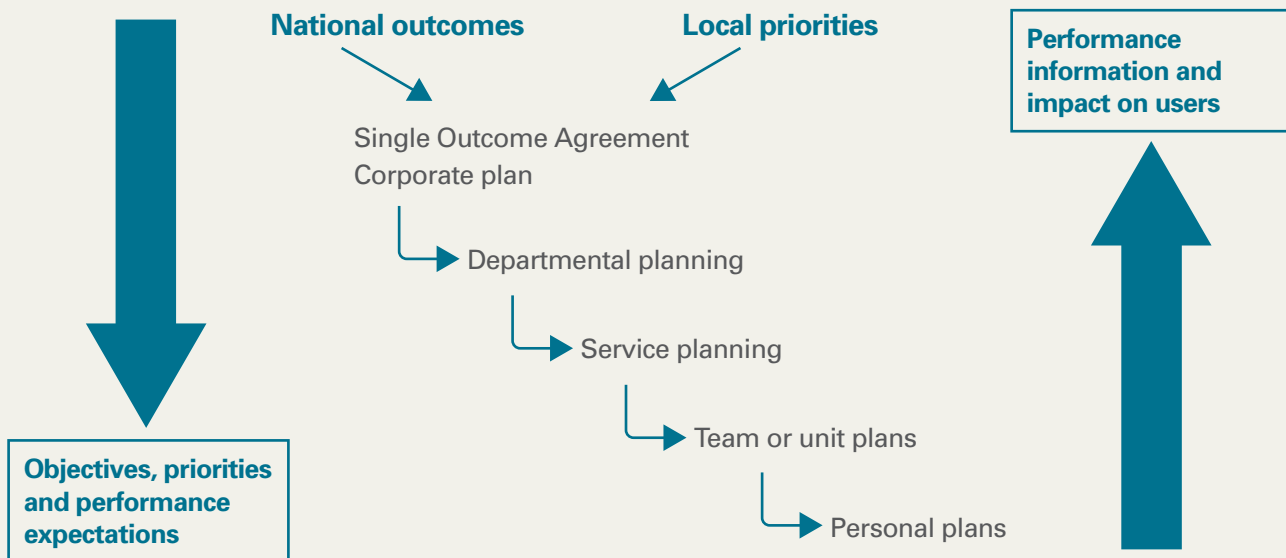 National outcomes
Local priorities
Performance
information and
impact on users
Single Outcome Agreement
Corporate plan
Departmental planning
Service planning
Team or unit plans
Personal plans
Objectives, priorities
and performance
expectations